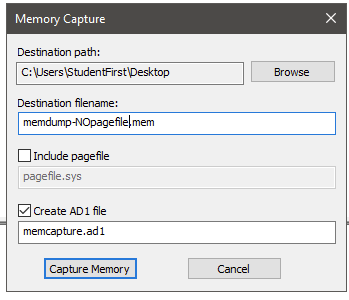 Memory Capture
Destination path:
C:\Users\StudentFirst\Desktop
Browse
Destination filename:
memdump-NOpagefile.mem
Include pagefile
pagefile.sys
Create AD1 file
memcapture.ad1
Capture Memory
Cancel